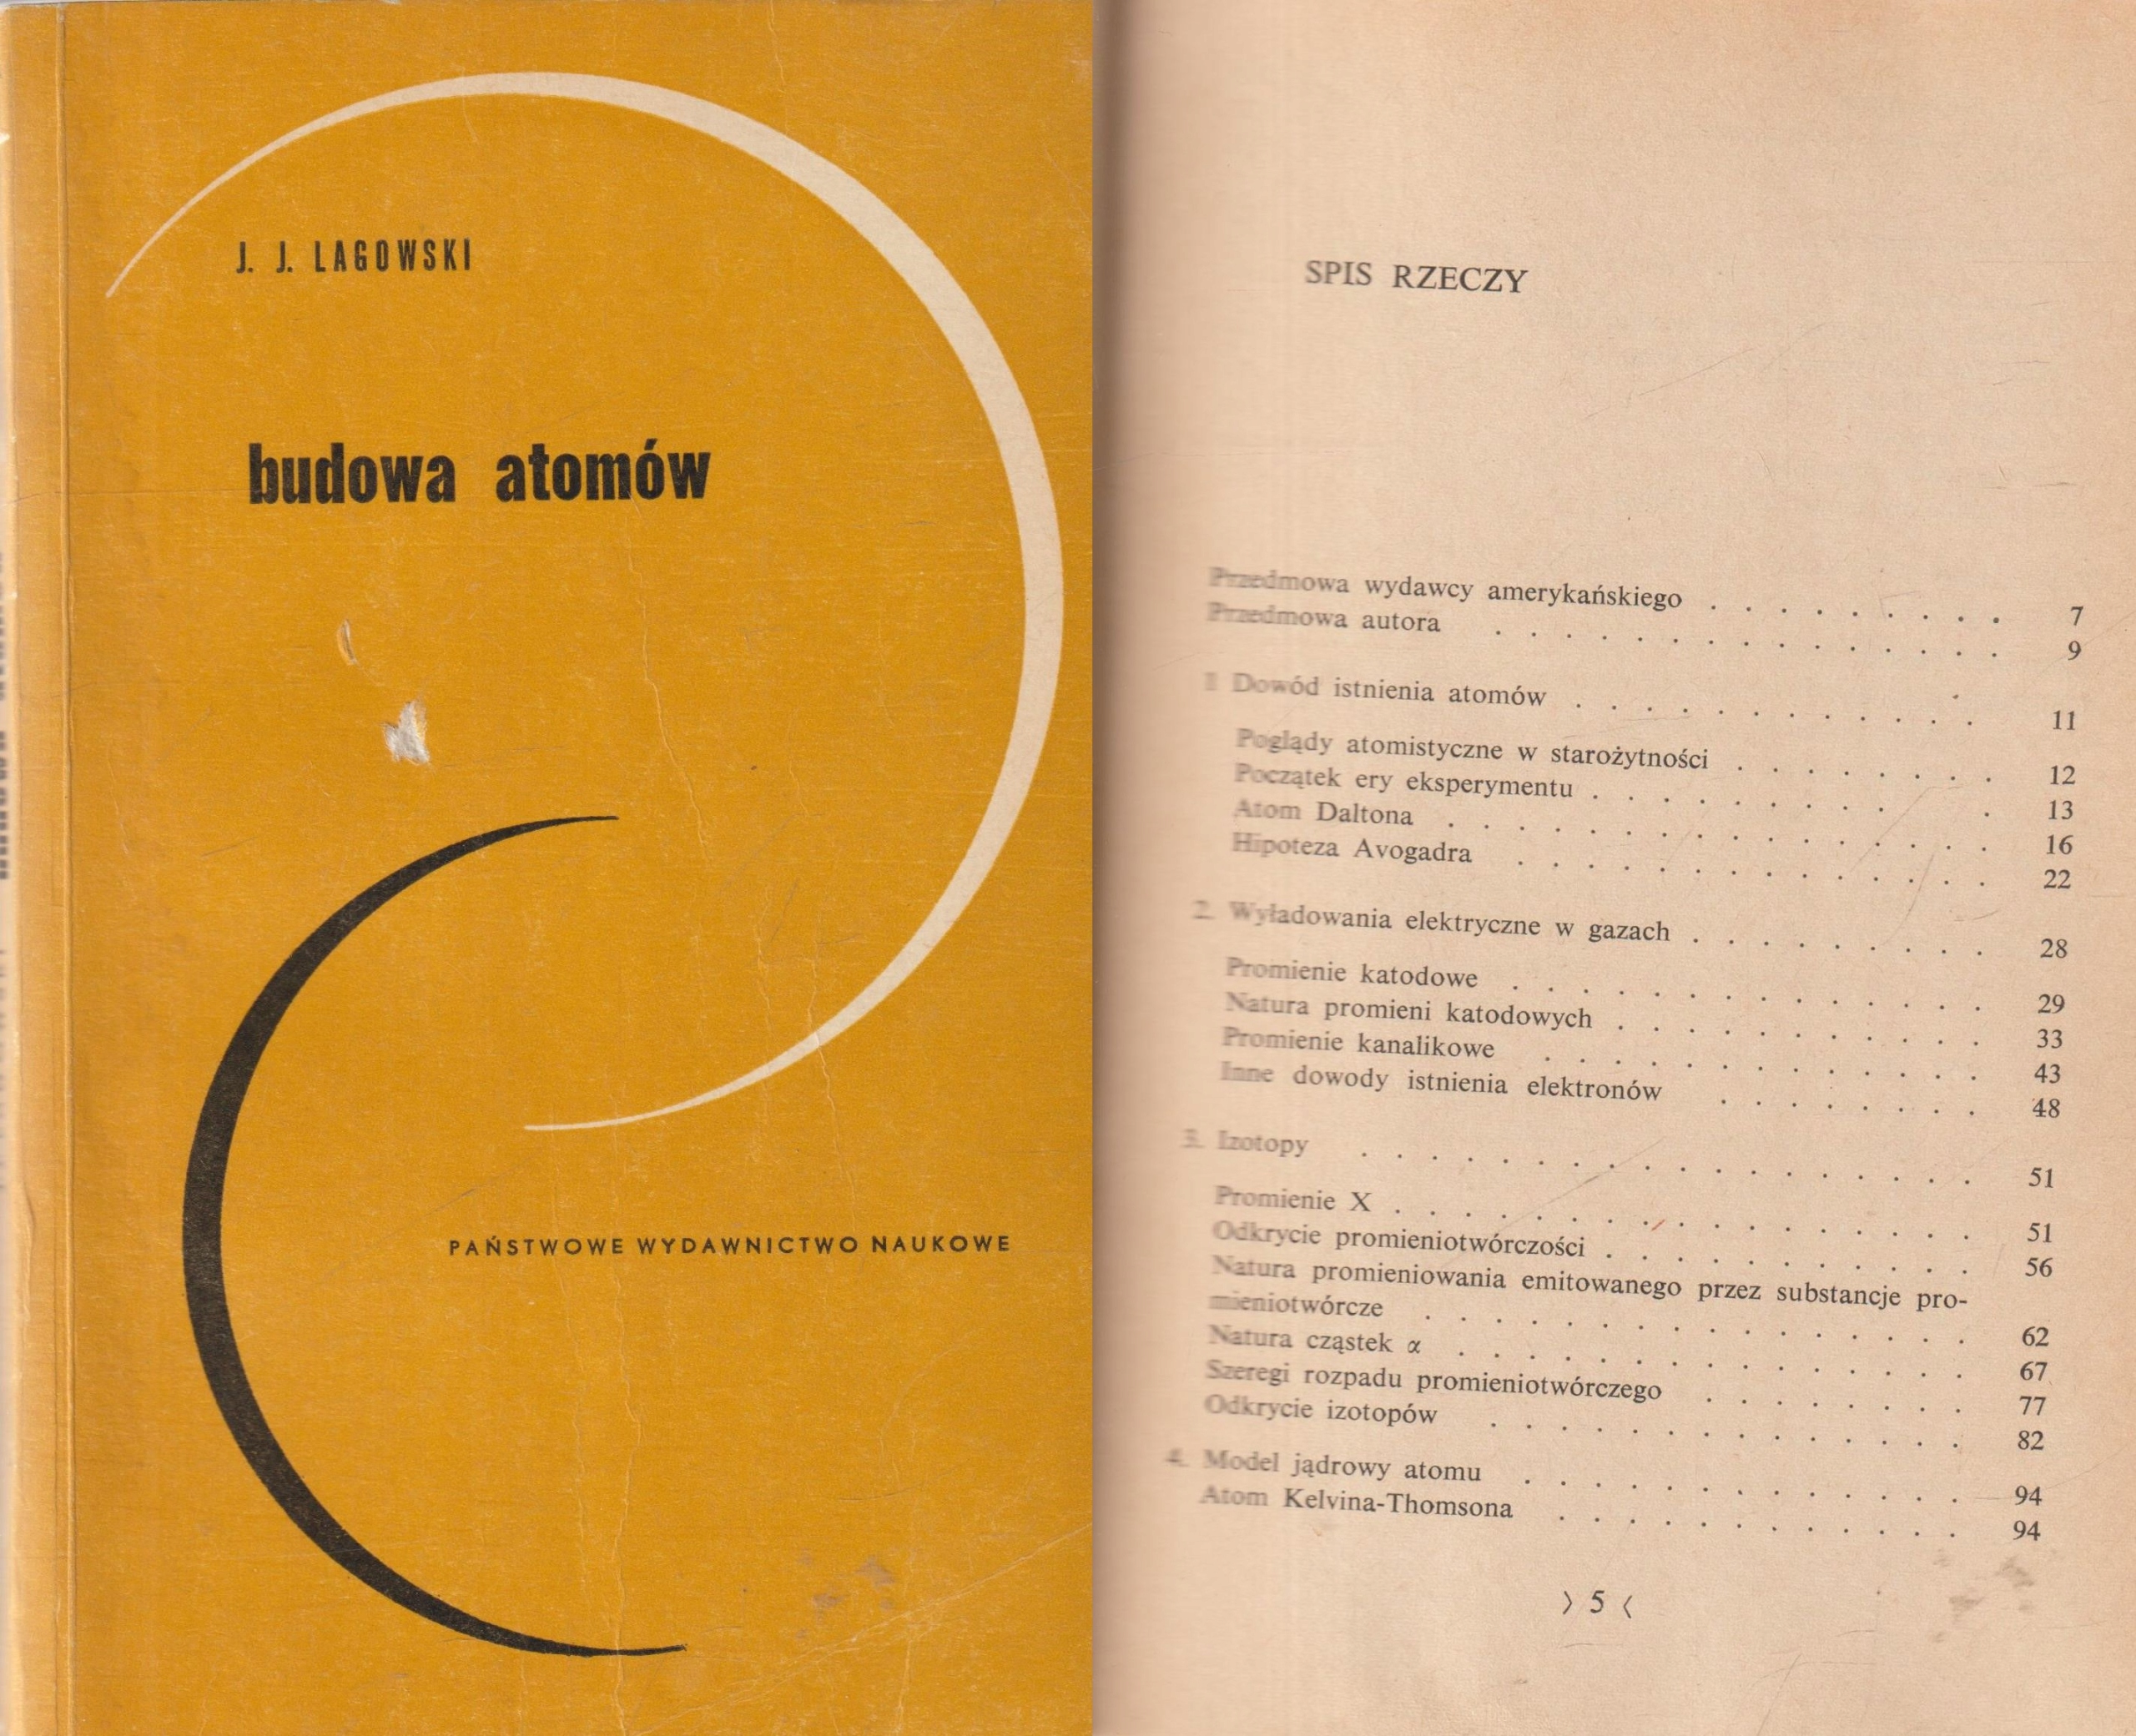 J. J. LAGOWSKI
budowa atomów
PAŃSTWOWE WYDAWNICTWO NAUKOWE
SPIS RZECZY
Przedmowa wydawcy amerykańskiego . . . . . . . . . 7
Przedmowa autora . . . . . . . . . . . . . . . 9
1 Dowód istnienia atomów . . . . . . . . . . . . 11
Poglądy atomistyczne w starożytności . . . . . . . . 12
Początek ery eksperymentu . . . . . . . . . . 13
Atom Daltona . . . . . . . . . . . . . . . . 16
Hipoteza Avogadra . . . . . . . . . . . . . . 22
2. Wyładowania elektryczne w gazach . . . . . . . . . 28
Promienie katodowe . . . . . . . . . . . . . . 29
Natura promieni katodowych . . . . . . . . . . . 33
Promienie kanalikowe . . . . . . . . . . . . . 43
Inne dowody istnienia elektronów . . . . . . . . 48
3. Izotopy . . . . . . . . . . . . . . . . . . 51
Promienie X . . . . . . . . . . . . . . . . . 51
Odkrycie promieniotwórczości . . . . . . . . . . . 56
Natura promieniowania emitowanego przez substancje pro-
mieniotwórcze . . . . . . . . . . . . . . . . 62
Natura cząstek α . . . . . . . . . . . . . . . 67
Szeregi rozpadu promieniotwórczego . . . . . . . . 77
Odkrycie izotopów . . . . . . . . . . . . . . 82
4. Model jądrowy atomu . . . . . . . . . . . . . 94
Atom Kelvina-Thomsona . . . . . . . . . . . . 94
› 5 ‹